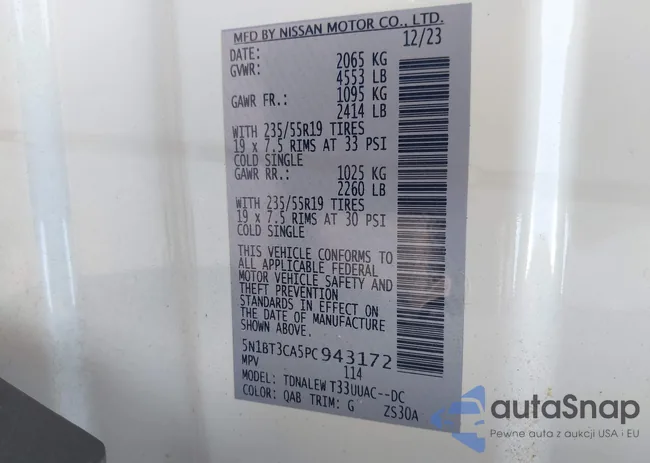 MFD BY NISSAN MOTOR CO., LTD.
DATE: 12/23
GVWR: 2065 KG
4553 LB
GAWR FR.: 1095 KG
2414 LB
WITH 235/55R19 TIRES
19 x 7.5 RIMS AT 33 PSI
COLD SINGLE
GAWR RR.: 1025 KG
2260 LB
WITH 235/55R19 TIRES
19 x 7.5 RIMS AT 30 PSI
COLD SINGLE
THIS VEHICLE CONFORMS TO
ALL APPLICABLE FEDERAL
MOTOR VEHICLE SAFETY AND
THEFT PREVENTION
STANDARDS IN EFFECT ON
THE DATE OF MANUFACTURE
SHOWN ABOVE.
5N1BT3CA5PC943172
MPV 114
MODEL: TDNALEW T33UUAC--DC
COLOR: QAB TRIM: G ZS30A
autaSnap
Pewne auta z aukcji USA i EU